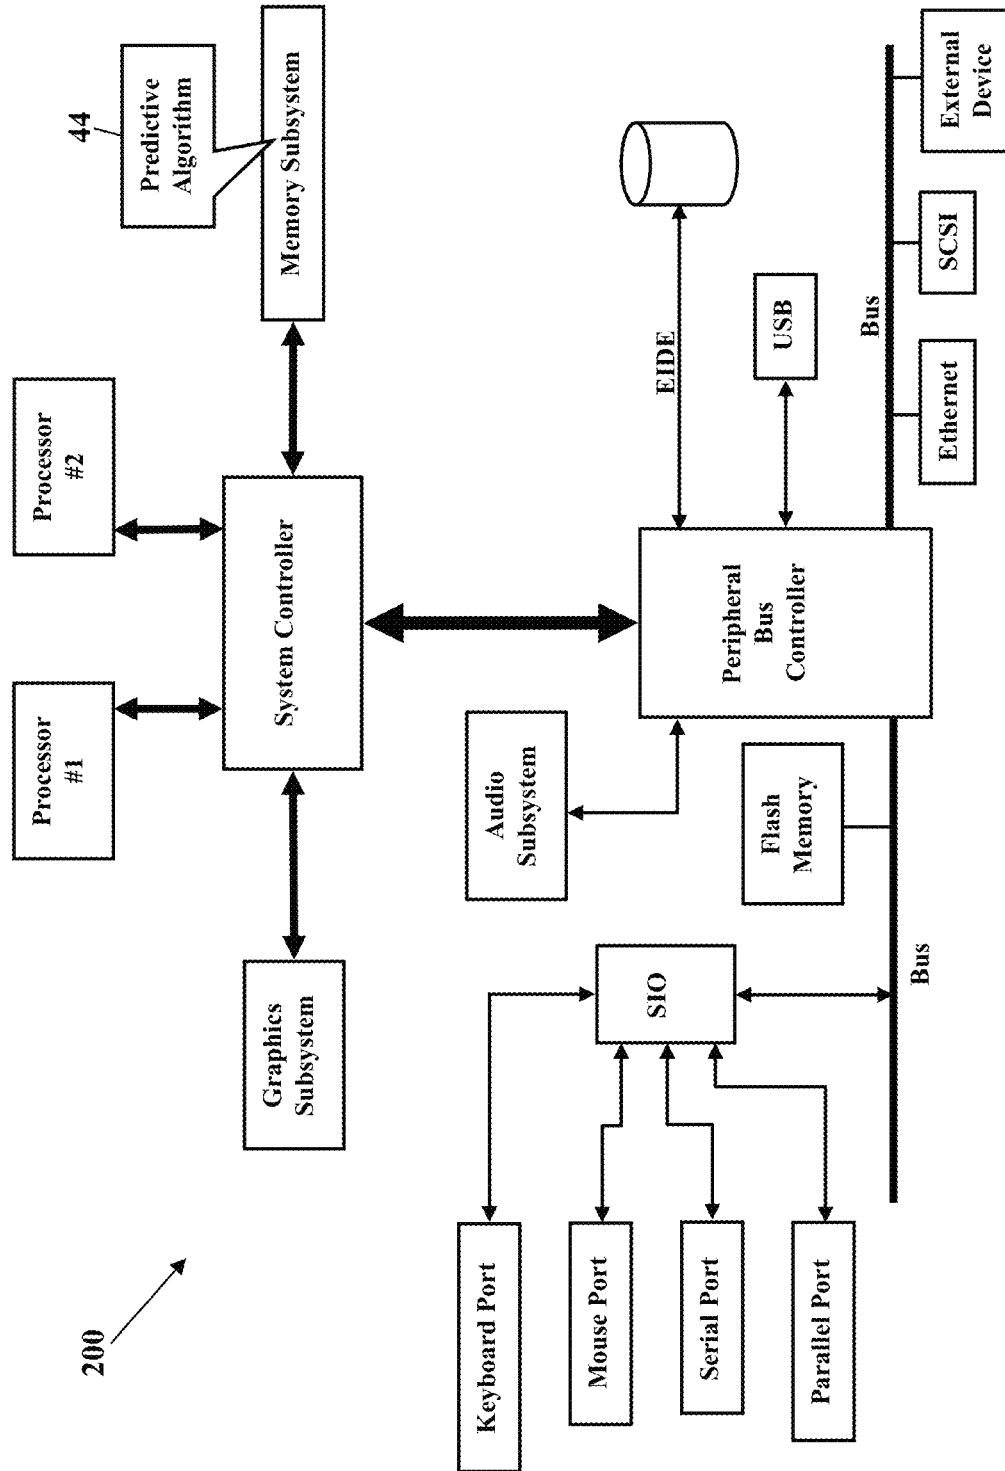 200
44
Processor
#1
Processor
#2
Predictive
Algorithm
Graphics
Subsystem
System Controller
Memory Subsystem
Keyboard Port
Mouse Port
Serial Port
Parallel Port
SIO
Audio
Subsystem
Flash
Memory
Peripheral
Bus
Controller
EIDE
USB
Bus
Bus
Ethernet
SCSI
External
Device